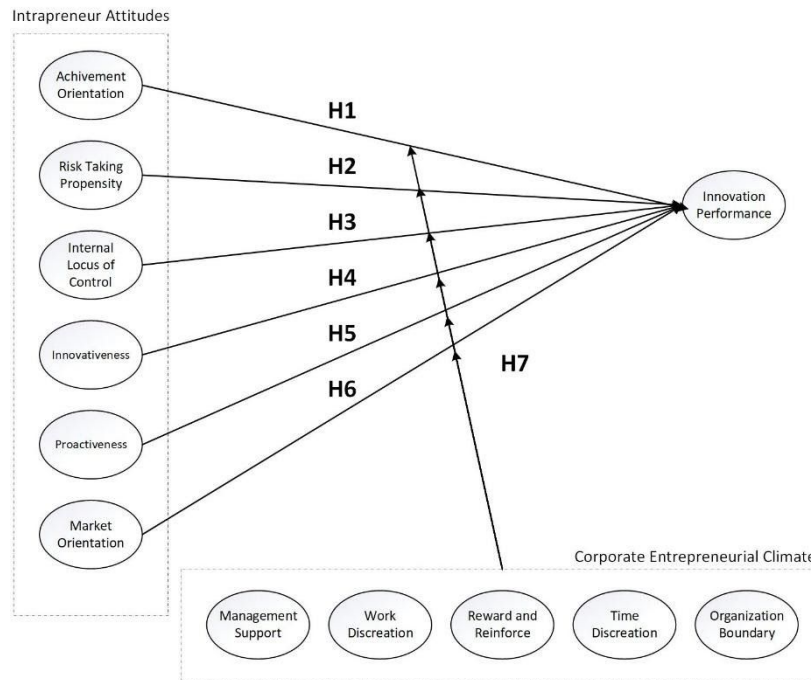 Intrapreneur Attitudes
Achivement
Orientation
H1
Risk Taking
Propensity
H2
Innovation
Performance
Internal
Locus of
Control
H3
H4
Innovativeness
H5
H7
H6
Proactiveness
Market
Orientation
Corporate Entrepreneurial Climate
Management
Support
Work
Discreation
Reward and
Reinforce
Time
Discreation
Organization
Boundary